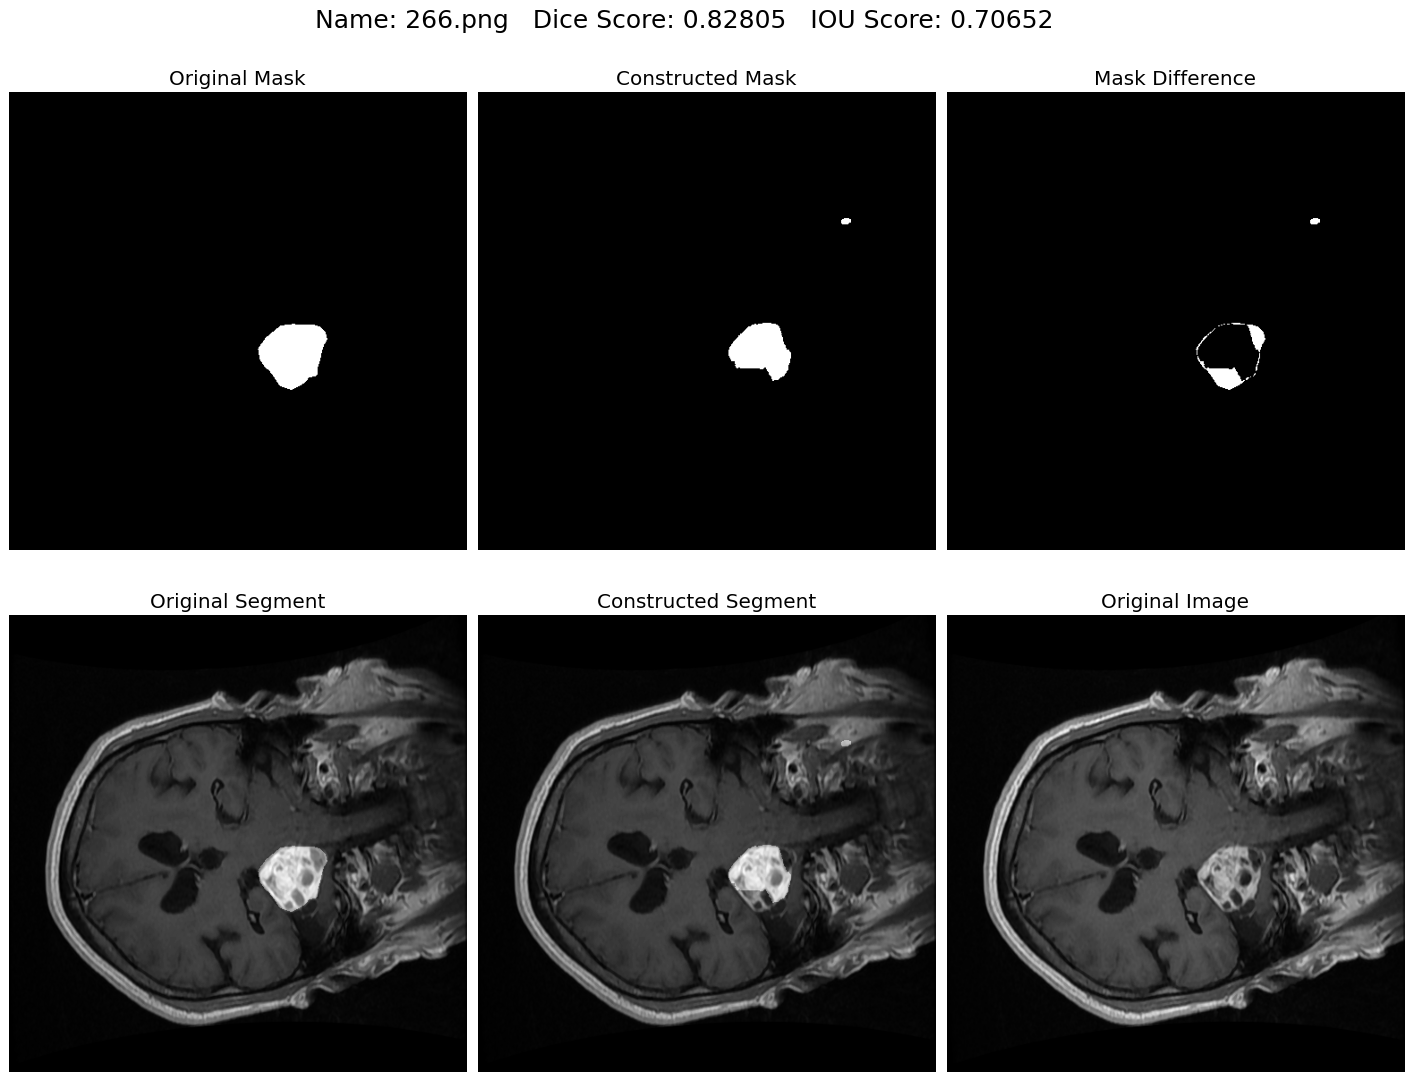 Name: 266.png   Dice Score: 0.82805   IOU Score: 0.70652
Original Mask
Constructed Mask
Mask Difference
Original Segment
Constructed Segment
Original Image